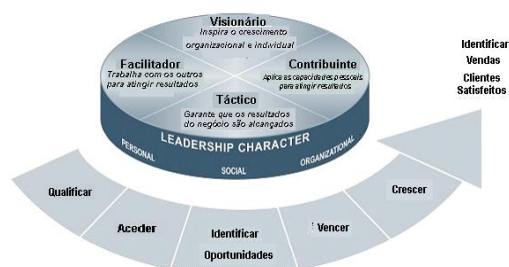 Visionário
Inspira o crescimento
organizacional e individual
Facilitador
Trabalha com os outros
para atingir resultados
Contribuinte
Aplica as capacidades pessoais
para atingir resultados
Táctico
Garante que os resultados
do negócio são alcançados
LEADERSHIP CHARACTER
PERSONAL
SOCIAL
ORGANIZATIONAL
Identificar
Vendas
Clientes
Satisfeitos
Qualificar
Aceder
Identificar
Oportunidades
Vencer
Crescer